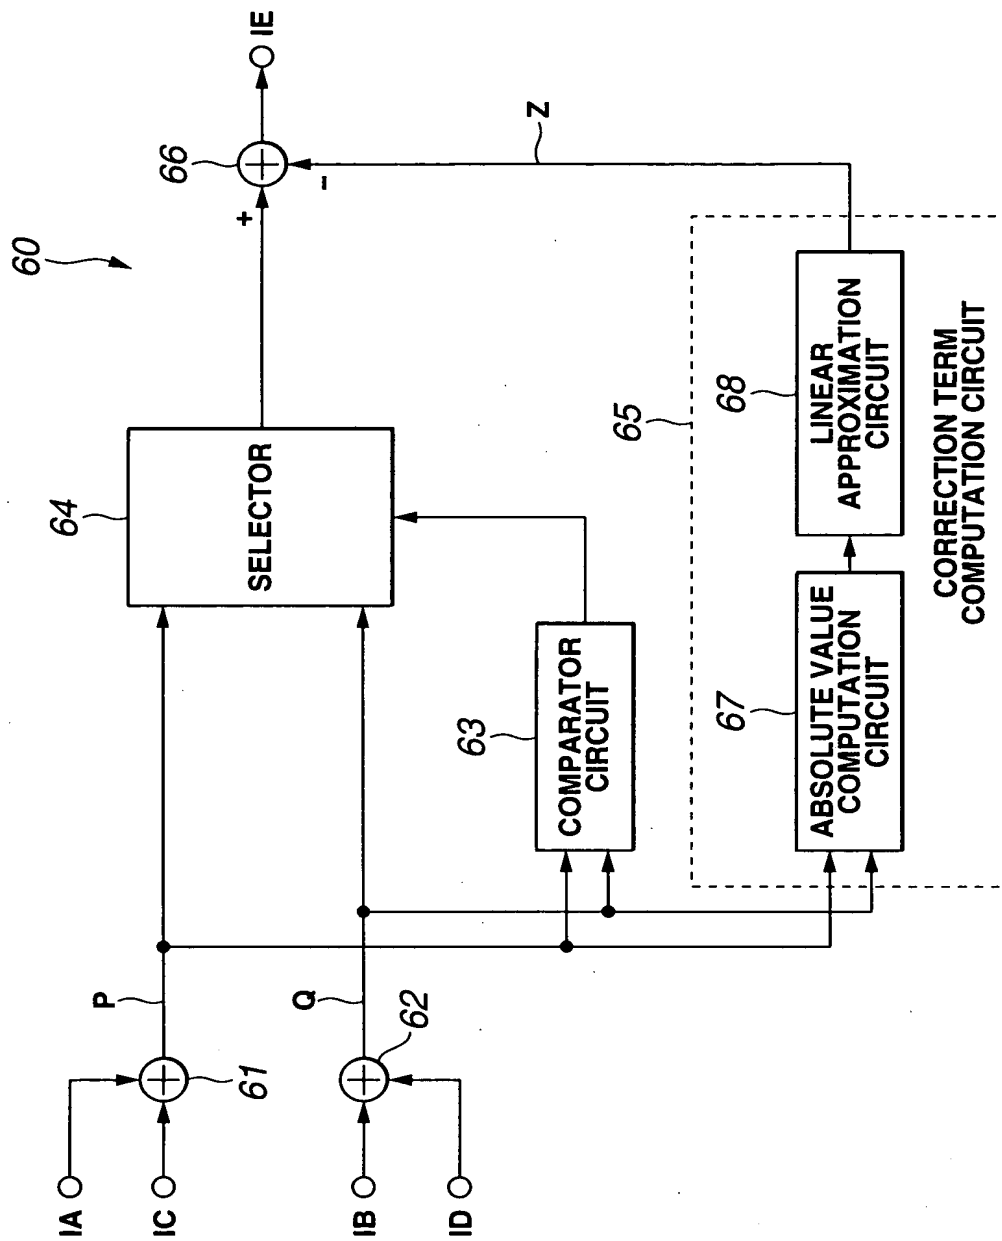 60
IA
IC
IB
ID
P
Q
61
62
63
COMPARATOR
CIRCUIT
64
SELECTOR
+
-
66
IE
Z
65
67
ABSOLUTE VALUE
COMPUTATION
CIRCUIT
68
LINEAR
APPROXIMATION
CIRCUIT
CORRECTION TERM
COMPUTATION CIRCUIT